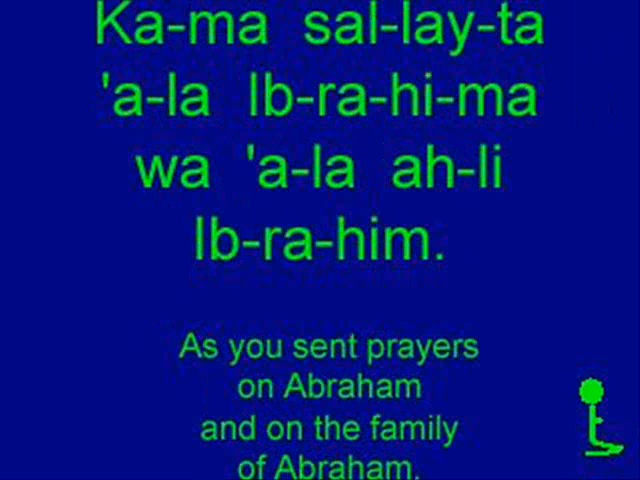 Ka-ma sal-lay-ta
'a-la Ib-ra-hi-ma
wa 'a-la ah-li
Ib-ra-him.
As you sent prayers
on Abraham
and on the family
of Abraham.